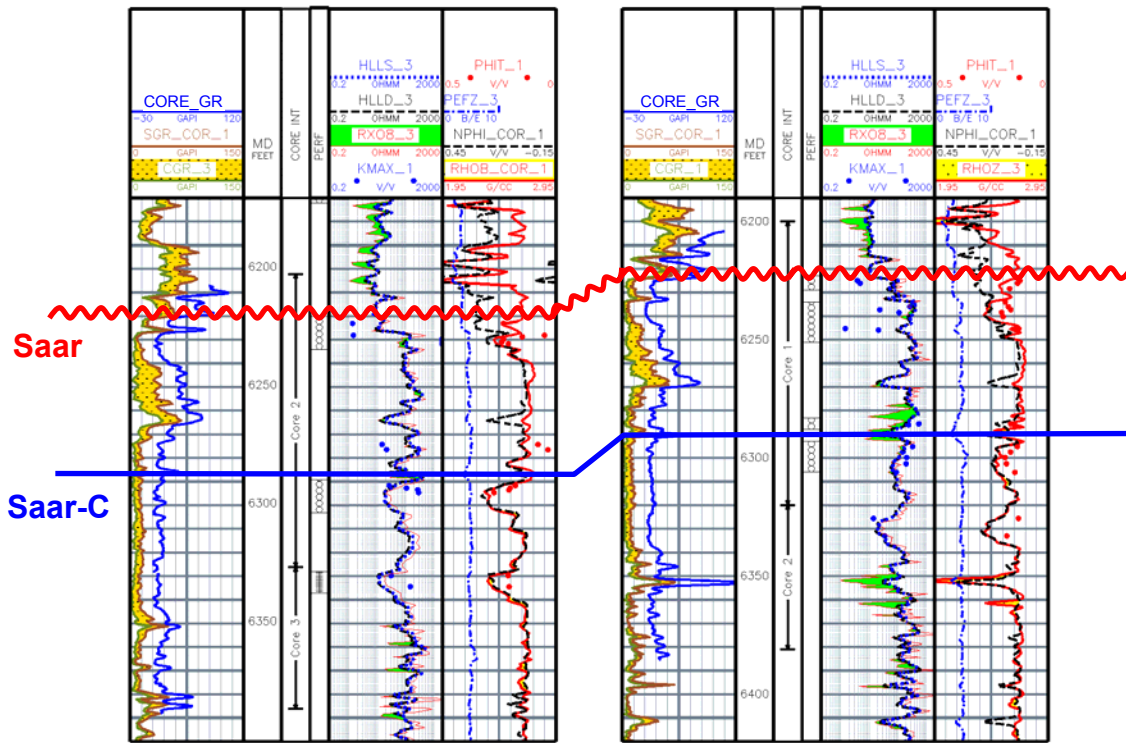 HLLS_3
0.2 OHMM 2000
HLLD_3
0.2 OHMM 2000
RXO8_3
0.2 OHMM 2000
KMAX_1
0.2 V/V 2000
PHIT_1
0.5 V/V 0
PEFZ_3
0 B/E 10
NPHI_COR_1
0.45 V/V -0.15
RHOB_COR_1
1.95 G/CC 2.95
CORE_GR
-30 GAPI 120
SGR_COR_1
0 GAPI 150
CGR_3
0 GAPI 150
MD
FEET
CORE INT
PERF
6200
6250
6300
6350
Core 2
Core 3
HLLS_3
0.2 OHMM 2000
HLLD_3
0.2 OHMM 2000
RXO8_3
0.2 OHMM 2000
KMAX_1
0.2 V/V 2000
PHIT_1
0.5 V/V 0
PEFZ_3
0 B/E 10
NPHI_COR_1
0.45 V/V -0.15
RHOZ_3
1.95 G/CC 2.95
CORE_GR
-30 GAPI 120
SGR_COR_1
0 GAPI 150
CGR_1
0 GAPI 150
MD
FEET
CORE INT
PERF
6200
6250
6300
6350
6400
Core 1
Core 2
Saar
Saar-C